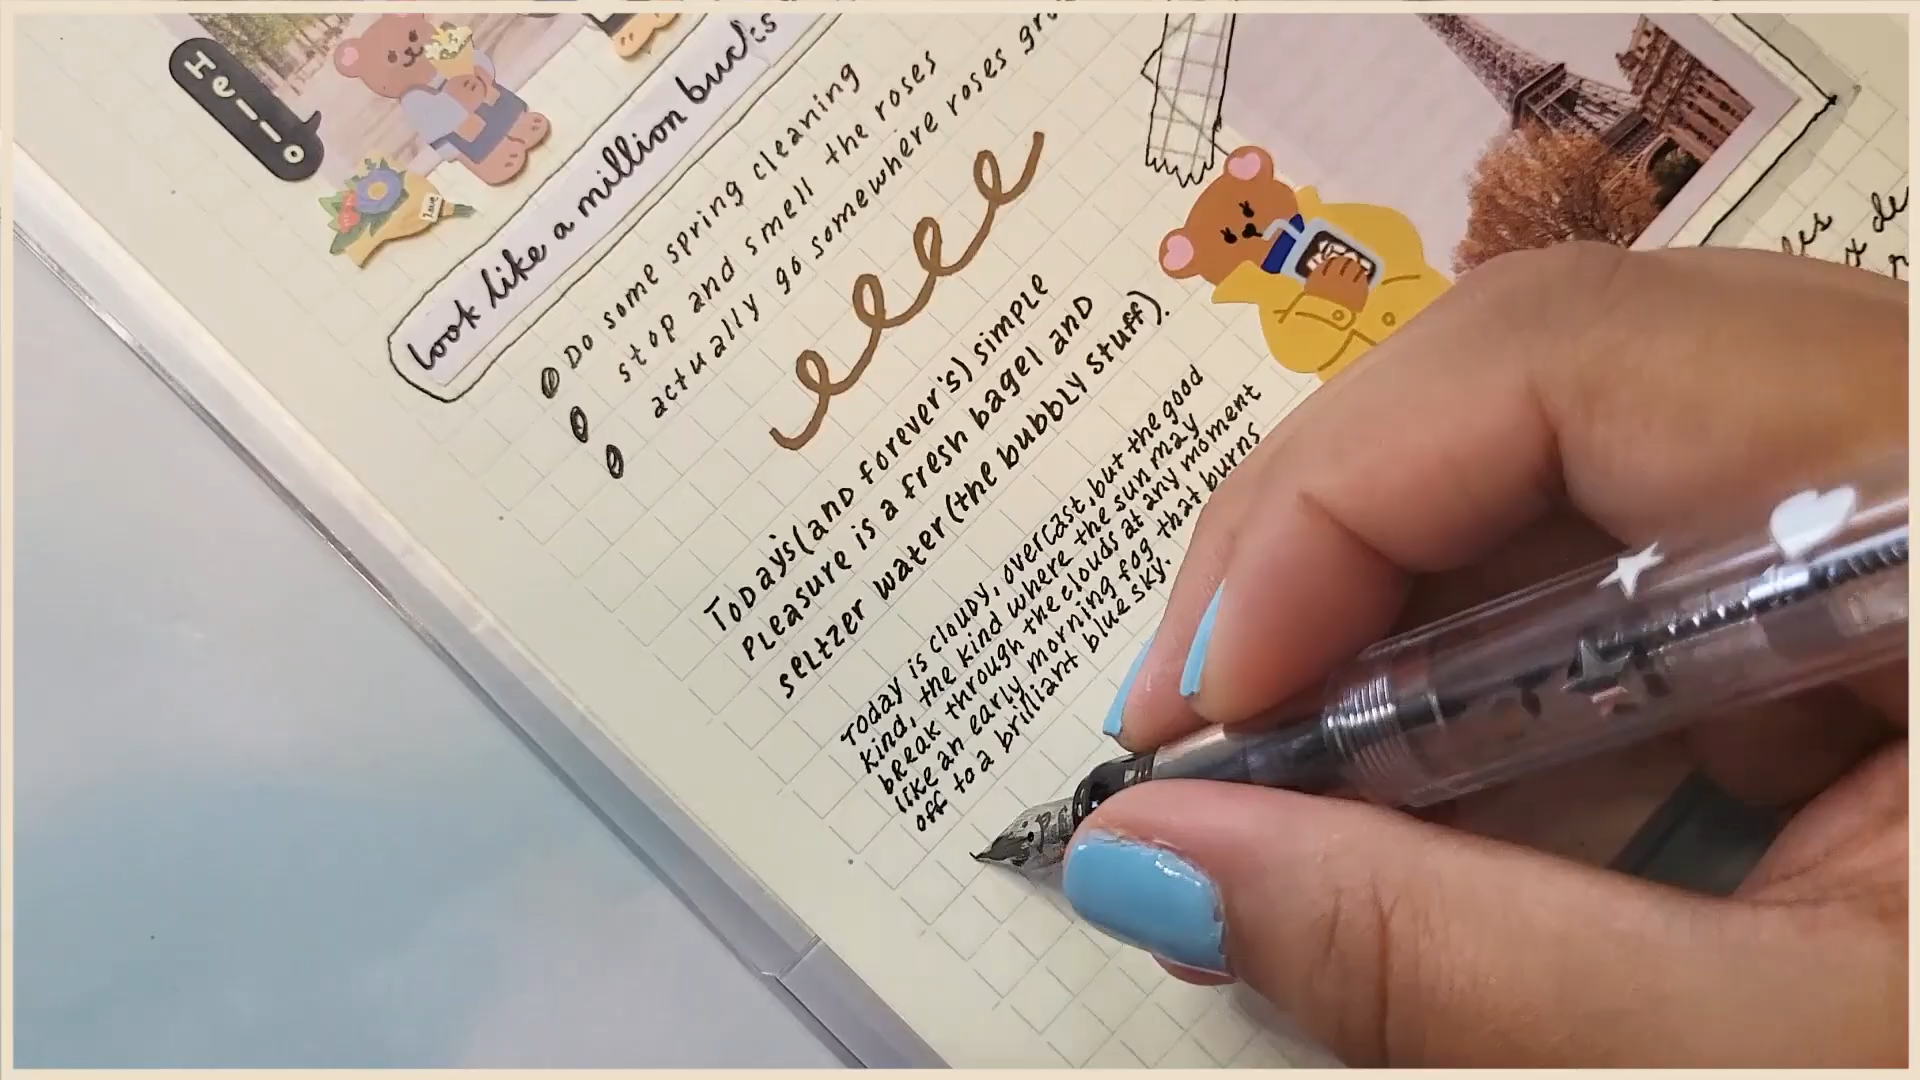 He--o
Love
look like a million bucks
Do some spring cleaning
stop and smell the roses
actually go somewhere roses
Today's (and forever's) simple
pleasure is a fresh bagel and
seltzer water (the bubbly stuff).
Today is cloudy, overcast, but the good
kind, the kind where the sun may
break through the clouds at any moment
like an early morning fog that burns
off to a brilliant blue sky.